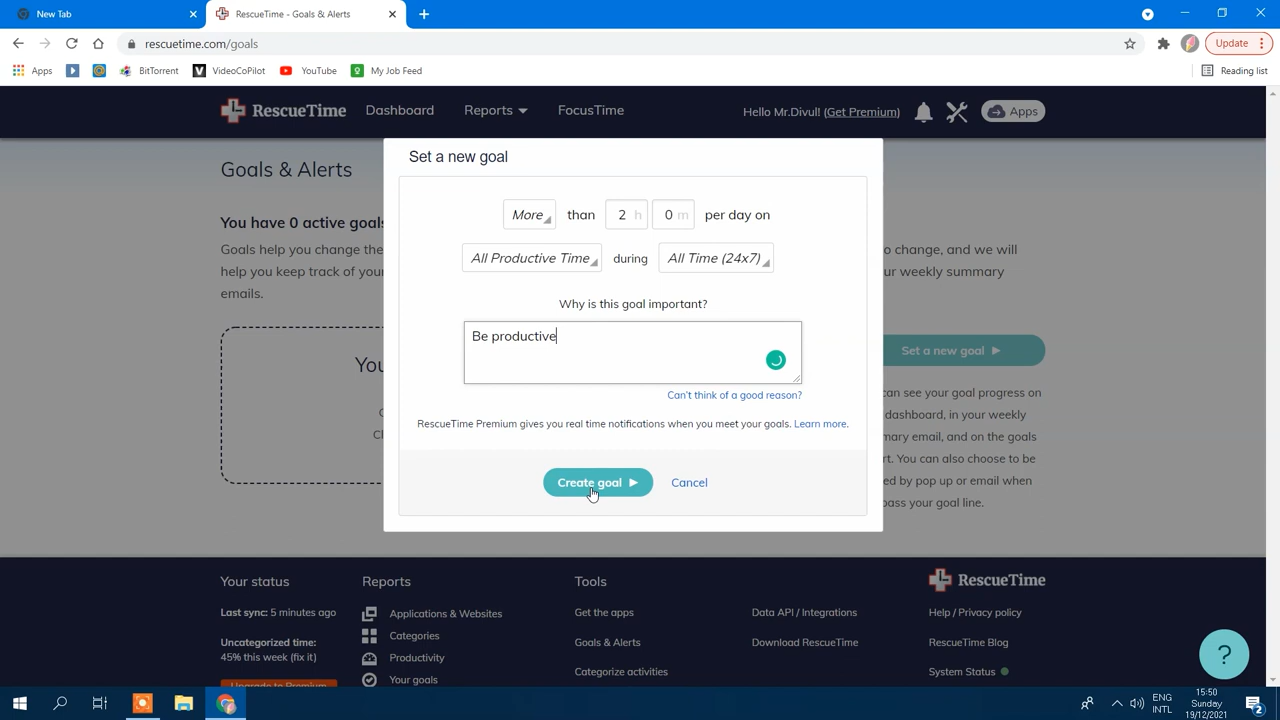 New Tab
RescueTime - Goals & Alerts
rescuetime.com/goals
Update
Apps
BitTorrent
VideoCoPilot
YouTube
My Job Feed
Reading list
RescueTime
Dashboard
Reports
FocusTime
Hello Mr.Divul! (Get Premium)
Apps
Goals & Alerts
Set a new goal
More than 2 h 0 m per day on
All Productive Time during All Time (24x7)
Why is this goal important?
Be productive
Can't think of a good reason?
RescueTime Premium gives you real time notifications when you meet your goals. Learn more.
Create goal
Cancel
You have 0 active goals
Goals help you change the
help you keep track of your
emails.
You
to change, and we will
weekly summary
Set a new goal
can see your goal progress on
dashboard, in your weekly
email, and on the goals
You can also choose to be
by pop up or email when
pass your goal line.
Your status
Last sync: 5 minutes ago
Uncategorized time:
45% this week (fix it)
Upgrade to Premium
Reports
Applications & Websites
Categories
Productivity
Your goals
Tools
Get the apps
Goals & Alerts
Categorize activities
Data API / Integrations
Download RescueTime
RescueTime
Help / Privacy policy
RescueTime Blog
System Status
?
ENG
INTL
15:50
Sunday
19/12/2021
2